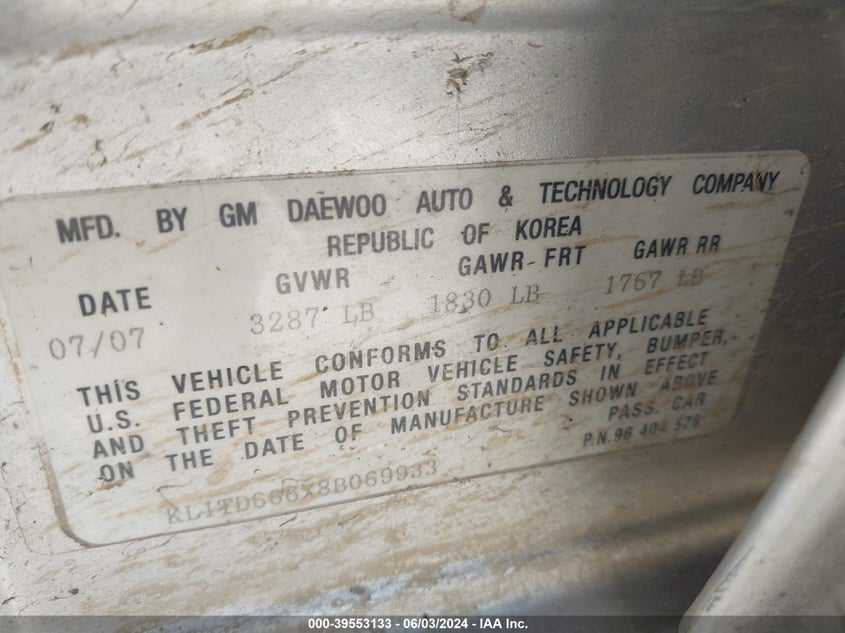 MFD. BY GM DAEWOO AUTO & TECHNOLOGY COMPANY
REPUBLIC OF KOREA
DATE GVWR GAWR- FRT GAWR RR
07/07 3287 LB 1830 LB 1767 LB
THIS VEHICLE CONFORMS TO ALL APPLICABLE
U.S. FEDERAL MOTOR VEHICLE SAFETY, BUMPER,
AND THEFT PREVENTION STANDARDS IN EFFECT
ON THE DATE OF MANUFACTURE SHOWN ABOVE
PASS. CAR
P.N.96 404 576
KL1TD666X8B069933
000-39553133 - 06/03/2024 - IAA Inc.